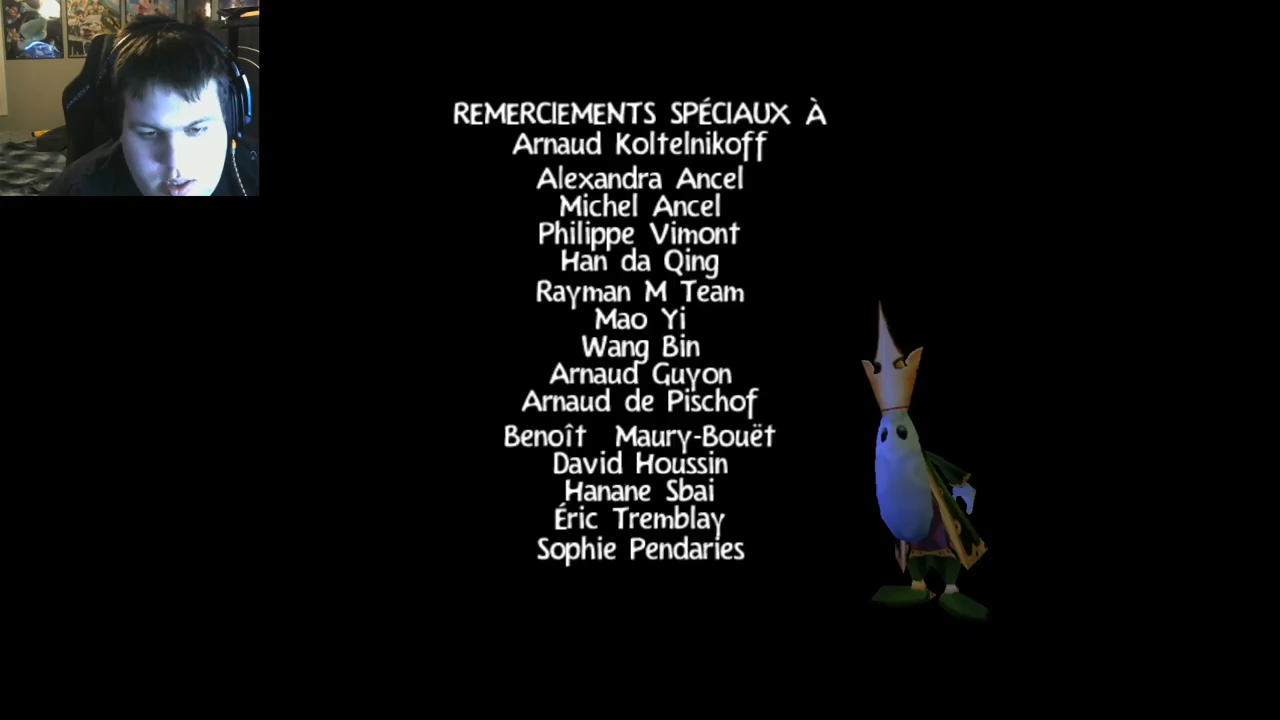 REMERCIEMENTS SPÉCIAUX À
Arnaud Koltelnikoff
Alexandra Ancel
Michel Ancel
Philippe Vimont
Han da Qing
Rayman M Team
Mao Yi
Wang Bin
Arnaud Guyon
Arnaud de Pischof
Benoît Maury-Bouët
David Houssin
Hanane Sbai
Éric Tremblay
Sophie Pendaries